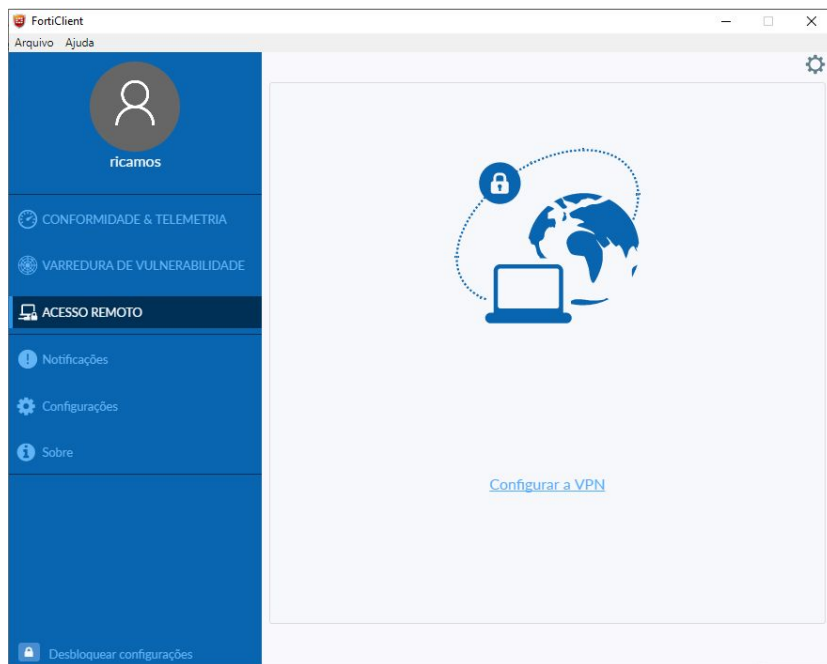 FortiClient
Arquivo Ajuda
ricamos
CONFORMIDADE & TELEMETRIA
VARREDURA DE VULNERABILIDADE
ACESSO REMOTO
Notificações
Configurações
Sobre
Configurar a VPN
Desbloquear configurações